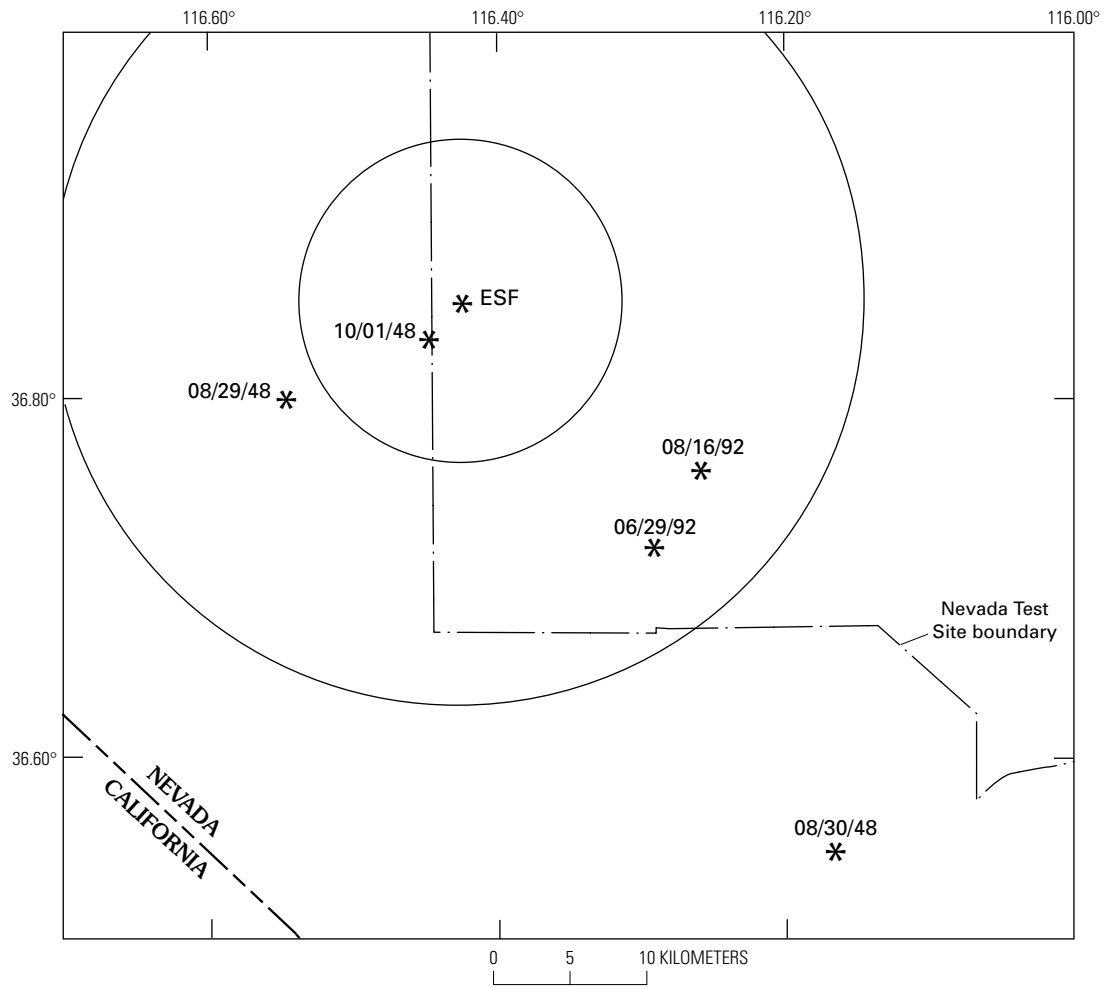 116.60°
116.40°
116.20°
116.00°
ESF
10/01/48
36.80°
08/29/48
08/16/92
06/29/92
Nevada Test
Site boundary
36.60°
NEVADA
CALIFORNIA
08/30/48
0 5 10 KILOMETERS